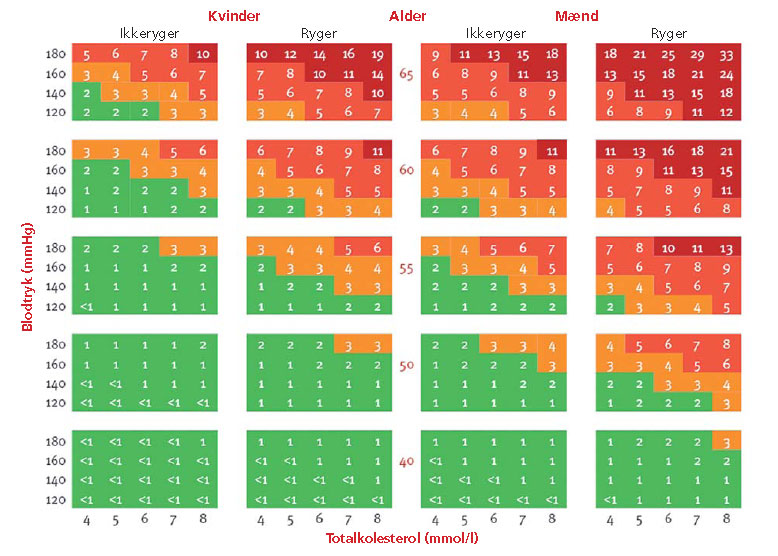 Kvinder Alder Mænd
Ikkeryger Ryger Ikkeryger Ryger
180 5 6 7 8 10 10 12 14 16 19 9 11 13 15 18 18 21 25 29 33
160 3 4 5 6 7 7 8 10 11 14 6 8 9 11 13 13 15 18 21 24
65
140 2 3 3 4 5 5 6 7 8 10 5 5 6 8 9 9 11 13 15 18
120 2 2 2 3 3 3 4 5 6 7 3 4 4 5 6 6 8 9 11 12
180 3 3 4 5 6 6 7 8 9 11 6 7 8 9 11 11 13 16 18 21
160 2 2 3 3 4 4 5 6 7 8 4 5 6 7 8 8 9 11 13 15
60
140 1 2 2 2 3 3 3 4 5 5 3 3 4 5 5 5 7 8 9 11
120 1 1 1 2 2 2 2 3 3 4 2 2 3 3 4 4 5 5 6 8
180 2 2 2 3 3 3 4 4 5 6 3 4 5 6 7 7 8 10 11 13
160 1 1 1 2 2 2 3 3 4 4 2 3 3 4 5 5 6 7 8 9
55
140 1 1 1 1 1 1 2 2 3 3 2 2 2 3 3 3 4 5 6 7
120 <1 1 1 1 1 1 1 1 2 2 1 1 2 2 2 2 3 3 4 5
180 1 1 1 1 2 2 2 2 3 3 2 2 3 3 4 4 5 6 7 8
160 1 1 1 1 1 1 1 2 2 2 1 2 2 2 3 3 3 4 5 6
50
140 <1 <1 1 1 1 1 1 1 1 2 1 1 1 2 2 2 2 3 3 4
120 <1 <1 <1 <1 <1 1 1 1 1 1 1 1 1 1 1 1 2 2 2 3
180 <1 <1 <1 <1 1 1 1 1 1 1 1 1 1 1 1 1 1 2 2 3
160 <1 <1 <1 <1 <1 <1 <1 1 1 1 <1 1 1 1 1 1 1 1 2 2
40
140 <1 <1 <1 <1 <1 <1 <1 <1 1 1 <1 <1 <1 1 1 1 1 1 1 1
120 <1 <1 <1 <1 <1 <1 <1 <1 <1 <1 <1 <1 <1 <1 1 <1 1 1 1 1
4 5 6 7 8 4 5 6 7 8 4 5 6 7 8 4 5 6 7 8
Totalkolesterol (mmol/l)
Blodtryk (mmHg)